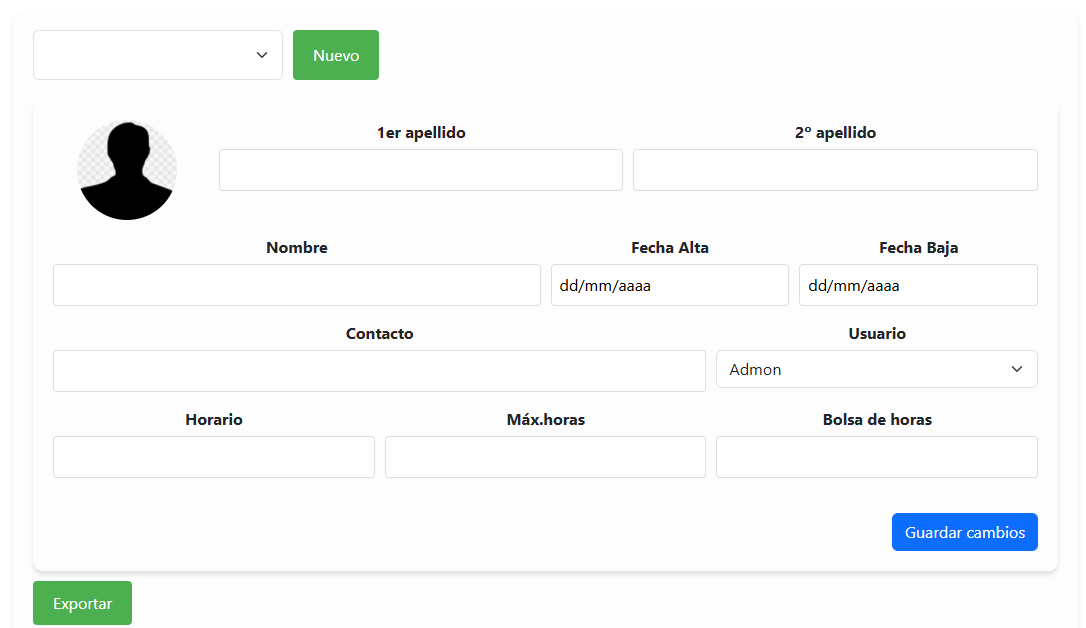 Nuevo
1er apellido 2º apellido
Nombre Fecha Alta Fecha Baja
dd/mm/aaaa dd/mm/aaaa
Contacto Usuario
Admon
Horario Máx.horas Bolsa de horas
Guardar cambios
Exportar